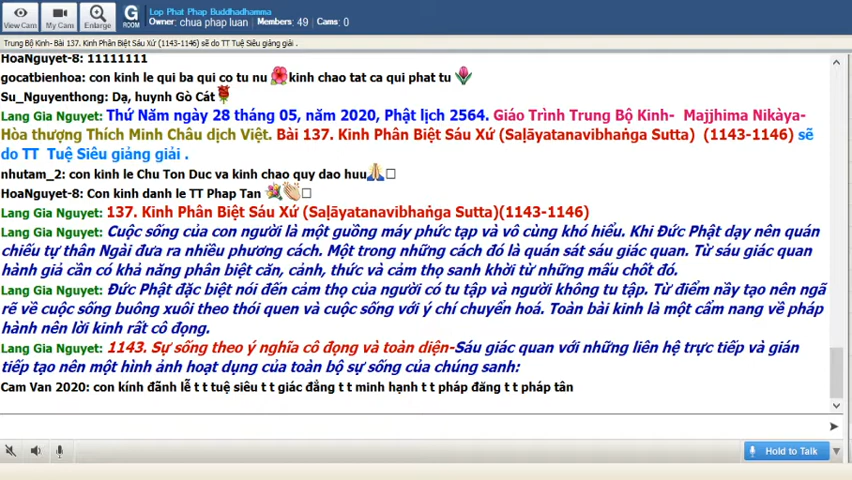 View Cam
My Cams
Enlarge
G
ROOM
Lop Phat Phap Buddhadhamma
Owner: chua phap luan Members: 49 Cams: 0
Trung Bộ Kinh- Bài 137. Kinh Phân Biệt Sáu Xứ (1143-1146) sẽ do TT Tuệ Siêu giảng giải .
HoaNguyet-8: 11111111
gocatbienhoa: con kinh le qui ba qui co tu nu kinh chao tat ca qui phat tu
Su_Nguyenthong: Dạ, huynh Gò Cát
Lang Gia Nguyet: Thứ Năm ngày 28 tháng 05, năm 2020, Phật lịch 2564. Giáo Trình Trung Bộ Kinh- Majjhima Nikàya-
Hòa thượng Thích Minh Châu dịch Việt. Bài 137. Kinh Phân Biệt Sáu Xứ (Saḷāyatanavibhaṅga Sutta) (1143-1146) sẽ
do TT Tuệ Siêu giảng giải .
nhutam_2: con kinh le Chu Ton Duc va kinh chao quy dao huu
HoaNguyet-8: Con kinh danh le TT Phap Tan
Lang Gia Nguyet: 137. Kinh Phân Biệt Sáu Xứ (Saḷāyatanavibhaṅga Sutta)(1143-1146)
Lang Gia Nguyet: Cuộc sống của con người là một guồng máy phức tạp và vô cùng khó hiểu. Khi Đức Phật dạy nên quán
chiếu tự thân Ngài đưa ra nhiều phương cách. Một trong những cách đó là quán sát sáu giác quan. Từ sáu giác quan
hành giả cần có khả năng phân biệt căn, cảnh, thức và cảm thọ sanh khởi từ những mấu chốt đó.
Lang Gia Nguyet: Đức Phật đặc biệt nói đến cảm thọ của người có tu tập và người không tu tập. Từ điểm nầy tạo nên ngã
rẽ về cuộc sống buông xuôi theo thói quen và cuộc sống với ý chí chuyển hoá. Toàn bài kinh là một cẩm nang về pháp
hành nên lời kinh rất cô đọng.
Lang Gia Nguyet: 1143. Sự sống theo ý nghĩa cô đọng và toàn diện-Sáu giác quan với những liên hệ trực tiếp và gián
tiếp tạo nên một hình ảnh hoạt dụng của toàn bộ sự sống của chúng sanh:
Cam Van 2020: con kính đãnh lễ t t tuệ siêu t t giác đẳng t t minh hạnh t t pháp đăng t t pháp tân
Hold to Talk